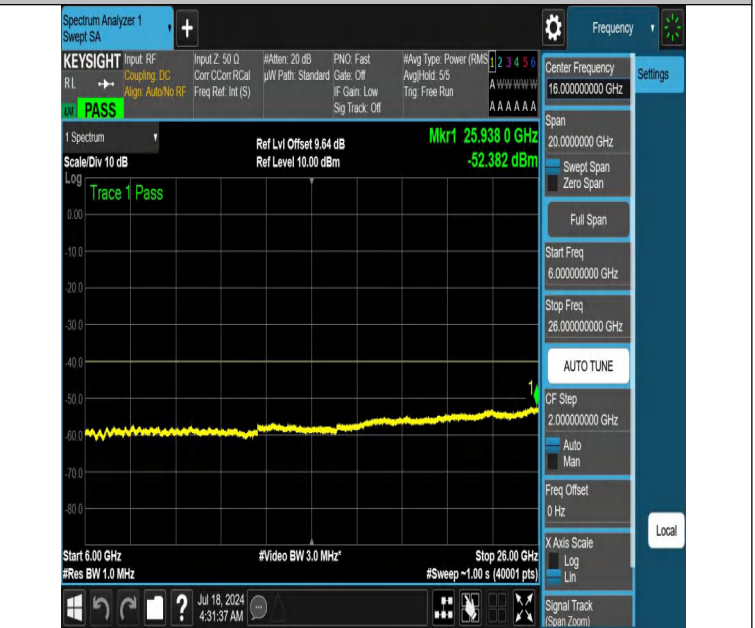 Spectrum Analyzer 1
Swept SA
+
Frequency
KEYSIGHT
RL
PASS
Input: RF
Coupling: DC
Align: Auto/No RF
Input Z: 50 Ω
Corr CCorr RCal
Freq Ref: Int (S)
#Atten: 20 dB
µW Path: Standard
PNO: Fast
Gate: Off
IF Gain: Low
Sig Track: Off
#Avg Type: Power (RMS
Avg|Hold: 5/5
Trig: Free Run
1 2 3 4 5 6
A W W W W W
A A A A A A
1 Spectrum
Scale/Div 10 dB
Ref Lvl Offset 9.64 dB
Ref Level 10.00 dBm
Mkr1 25.938 0 GHz
-52.382 dBm
Log
Trace 1 Pass
0.00
-10.0
-20.0
-30.0
-40.0
-50.0
-60.0
-70.0
-80.0
1
Start 6.00 GHz
#Res BW 1.0 MHz
#Video BW 3.0 MHz*
Stop 26.00 GHz
#Sweep ~1.00 s (40001 pts)
?
Jul 18, 2024
4:31:37 AM
Center Frequency
16.000000000 GHz
Settings
Span
20.0000000 GHz
Swept Span
Zero Span
Full Span
Start Freq
6.000000000 GHz
Stop Freq
26.000000000 GHz
AUTO TUNE
CF Step
2.000000000 GHz
Auto
Man
Freq Offset
0 Hz
X Axis Scale
Log
Lin
Local
Signal Track
(Span Zoom)